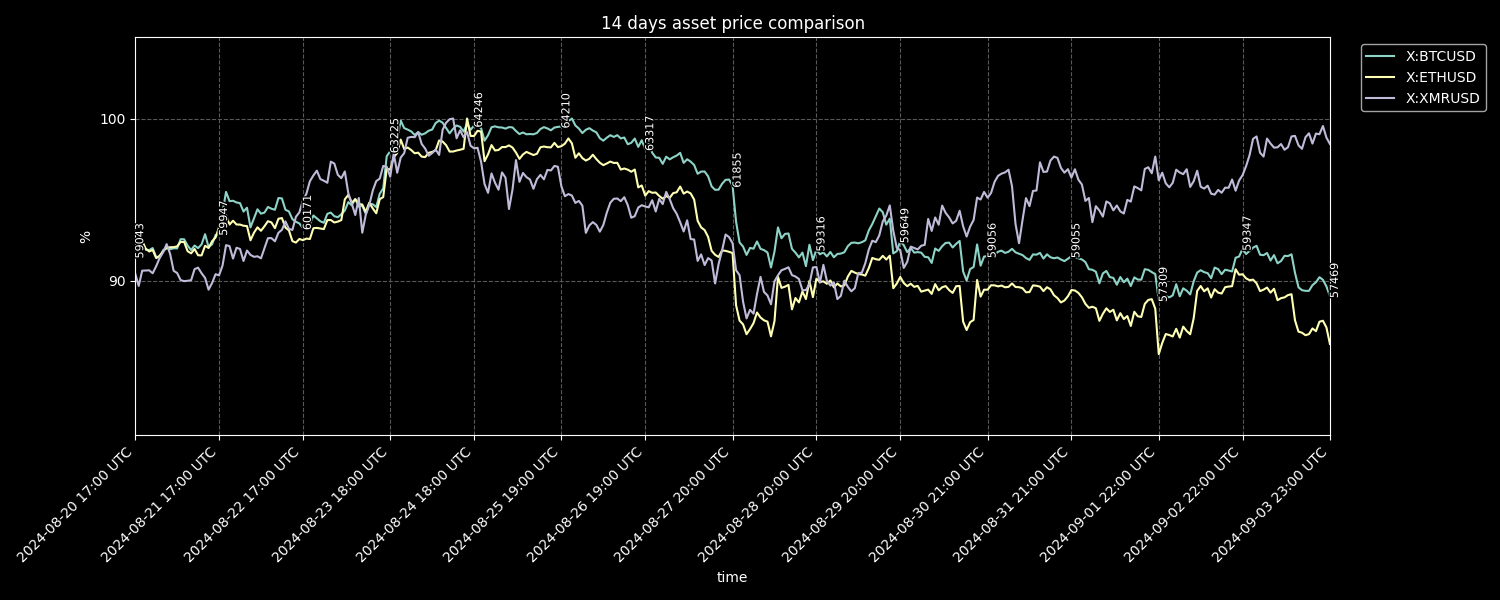 14 days asset price comparison
X:BTCUSD
X:ETHUSD
X:XMRUSD
100
90
%
59043
59947
60171
63225
64246
64210
63317
61855
59316
59649
59056
59055
57309
59347
57469
2024-08-20 17:00 UTC
2024-08-21 17:00 UTC
2024-08-22 17:00 UTC
2024-08-23 18:00 UTC
2024-08-24 18:00 UTC
2024-08-25 19:00 UTC
2024-08-26 19:00 UTC
2024-08-27 20:00 UTC
2024-08-28 20:00 UTC
2024-08-29 20:00 UTC
2024-08-30 21:00 UTC
2024-08-31 21:00 UTC
2024-09-01 22:00 UTC
2024-09-02 22:00 UTC
2024-09-03 23:00 UTC
time